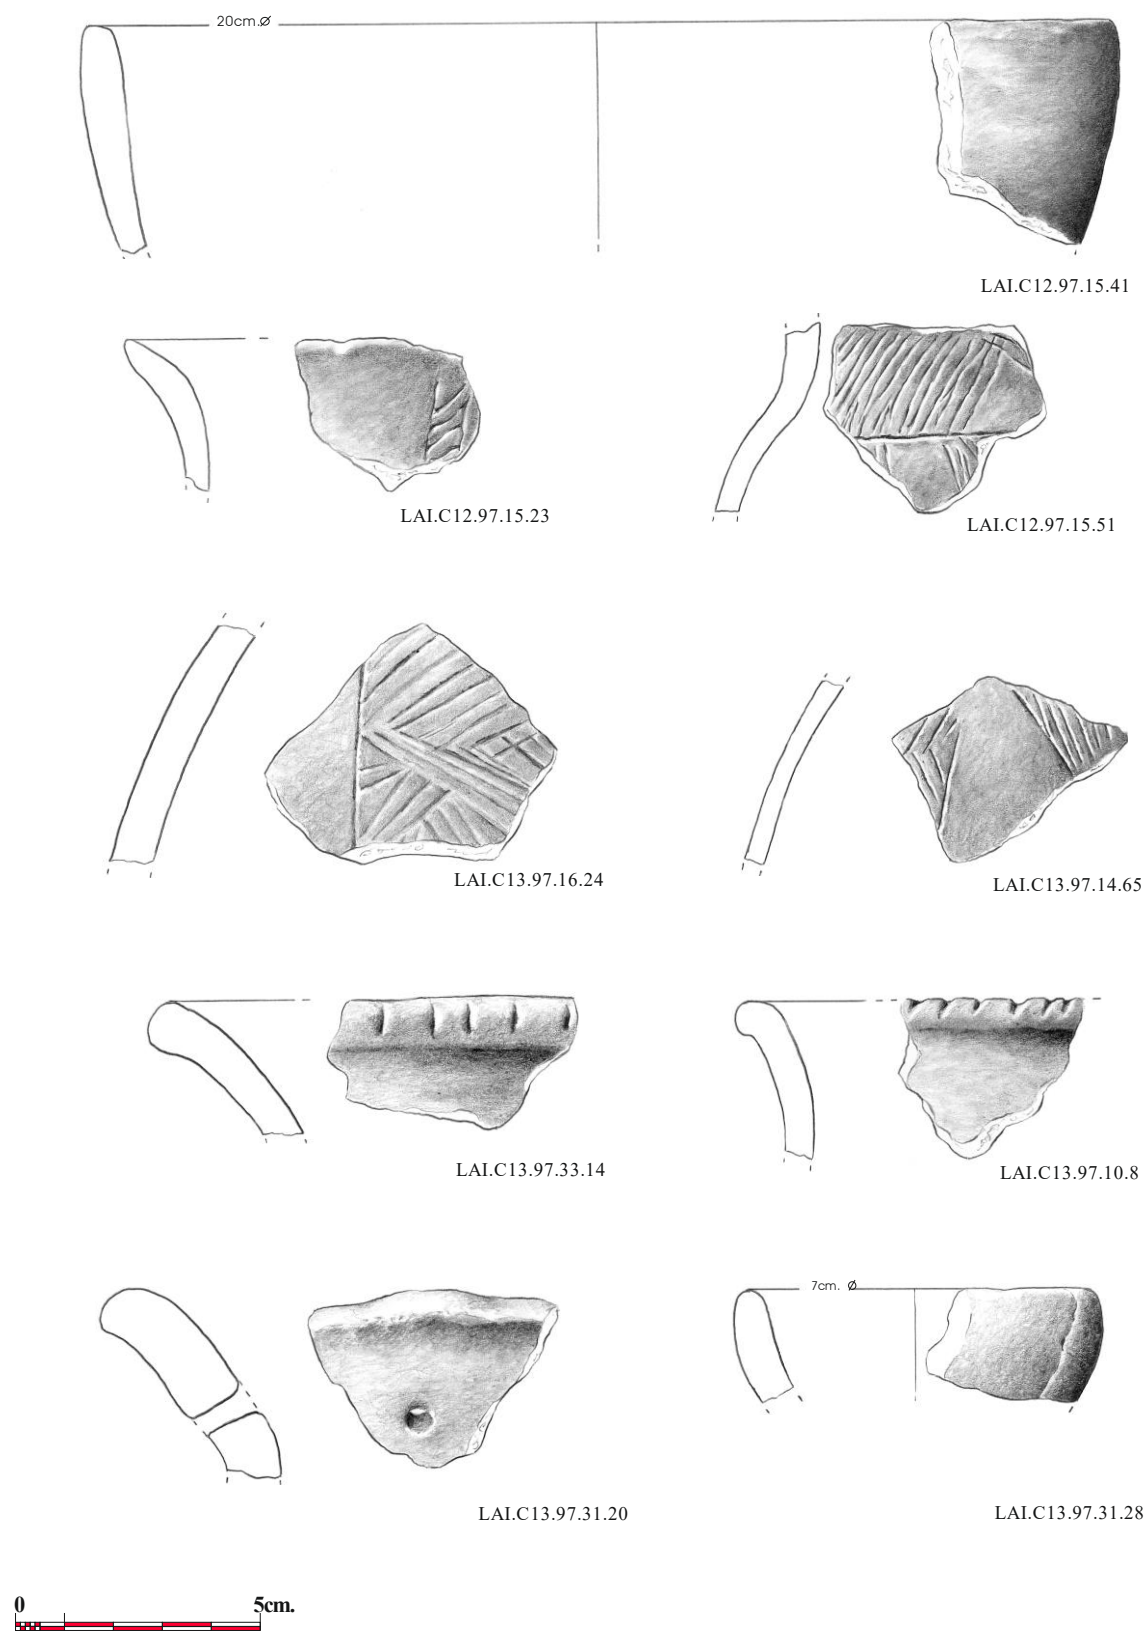 20cm.Ø
LAI.C12.97.15.41
LAI.C12.97.15.23
LAI.C12.97.15.51
LAI.C13.97.16.24
LAI.C13.97.14.65
LAI.C13.97.33.14
LAI.C13.97.10.8
7cm. Ø
LAI.C13.97.31.20
LAI.C13.97.31.28
0 5cm.